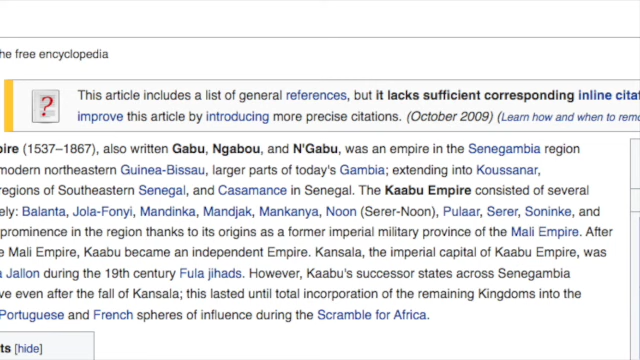 he free encyclopedia
?
This article includes a list of general references, but it lacks sufficient corresponding inline cita
improve this article by introducing more precise citations. (October 2009) (Learn how and when to remo
pire (1537–1867), also written Gabu, Ngabou, and N'Gabu, was an empire in the Senegambia region
modern northeastern Guinea-Bissau, larger parts of today's Gambia; extending into Koussanar,
regions of Southeastern Senegal, and Casamance in Senegal. The Kaabu Empire consisted of several
ely: Balanta, Jola-Fonyi, Mandinka, Mandjak, Mankanya, Noon (Serer-Noon), Pulaar, Serer, Soninke, and
prominence in the region thanks to its origins as a former imperial military province of the Mali Empire. After
e Mali Empire, Kaabu became an independent Empire. Kansala, the imperial capital of Kaabu Empire, was
a Jallon during the 19th century Fula jihads. However, Kaabu's successor states across Senegambia
ve even after the fall of Kansala; this lasted until total incorporation of the remaining Kingdoms into the
Portuguese and French spheres of influence during the Scramble for Africa.
ts [hide]